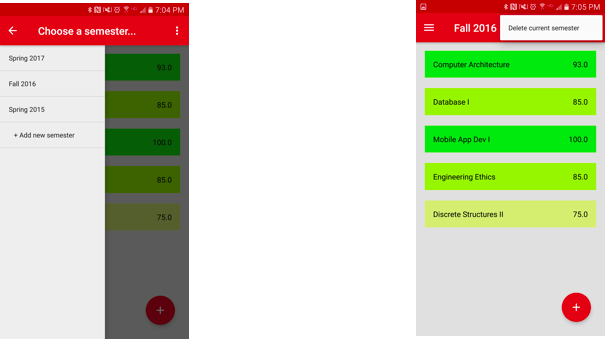 7:04 PM
Choose a semester...
Spring 2017
Fall 2016
Spring 2015
+ Add new semester
93.0
85.0
100.0
85.0
75.0
+
7:05 PM
Fall 2016
Delete current semester
Computer Architecture 93.0
Database I 85.0
Mobile App Dev I 100.0
Engineering Ethics 85.0
Discrete Structures II 75.0
+